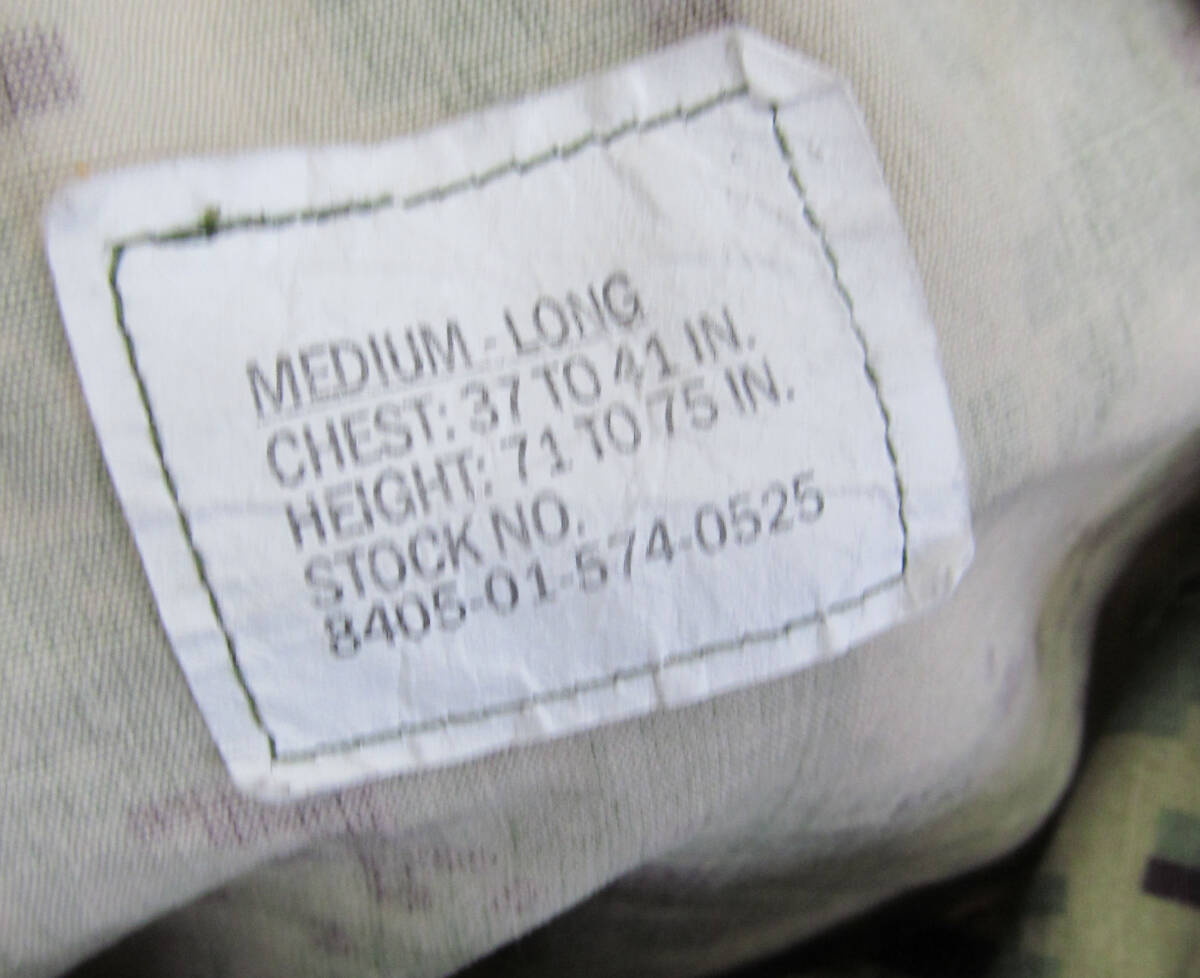 MEDIUM - LONG
CHEST: 37 TO 41 IN.
HEIGHT: 71 TO 75 IN.
STOCK NO.
8405-01-574-0525